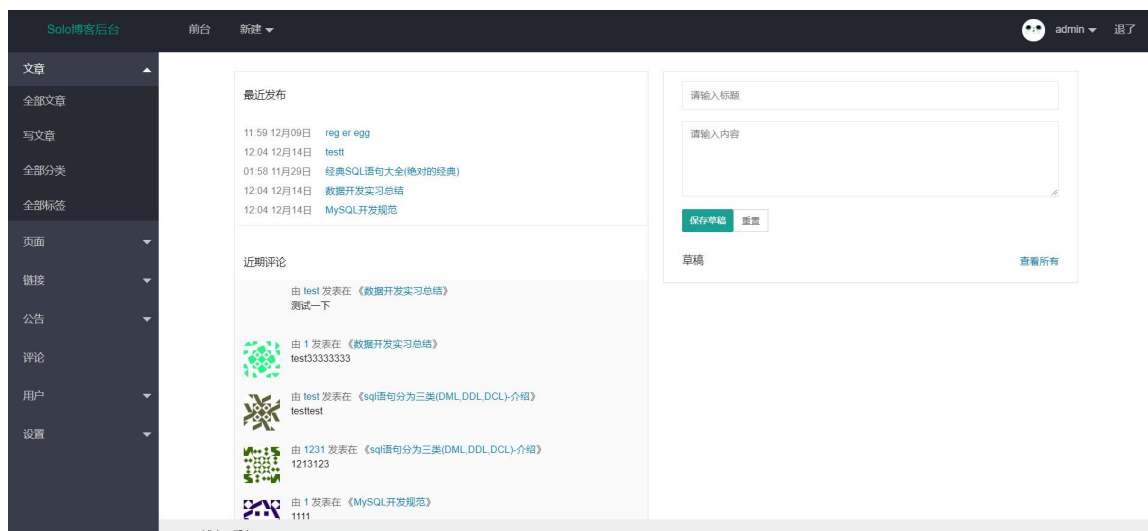 Solo博客后台 前台 新建 admin 退了
文章
全部文章
写文章
全部分类
全部标签
页面
链接
公告
评论
用户
设置
最近发布
11:59 12月09日 reg er egg
12:04 12月14日 testt
01:58 11月29日 经典SQL语句大全(绝对的经典)
12:04 12月14日 数据开发实习总结
12:04 12月14日 MySQL开发规范
近期评论
由 test 发表在 《数据开发实习总结》
测试一下
由 1 发表在 《数据开发实习总结》
test33333333
由 test 发表在 《sql语句分为三类(DML,DDL,DCL)-介绍》
testtest
由 1231 发表在 《sql语句分为三类(DML,DDL,DCL)-介绍》
1213123
由 1 发表在 《MySQL开发规范》
1111
请输入标题
请输入内容
保存草稿 重置
草稿 查看所有